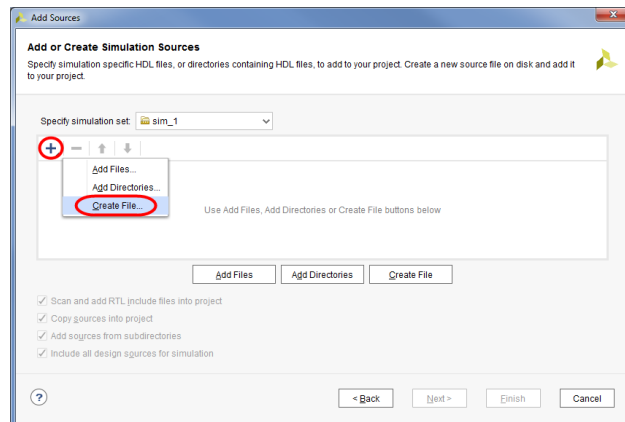 Add Sources
Add or Create Simulation Sources
Specify simulation specific HDL files, or directories containing HDL files, to add to your project. Create a new source file on disk and add it
to your project.
Specify simulation set: sim_1
Add Files...
Add Directories...
Create File...
Use Add Files, Add Directories or Create File buttons below
Add Files Add Directories Create File
Scan and add RTL include files into project
Copy sources into project
Add sources from subdirectories
Include all design sources for simulation
? < Back Next > Finish Cancel